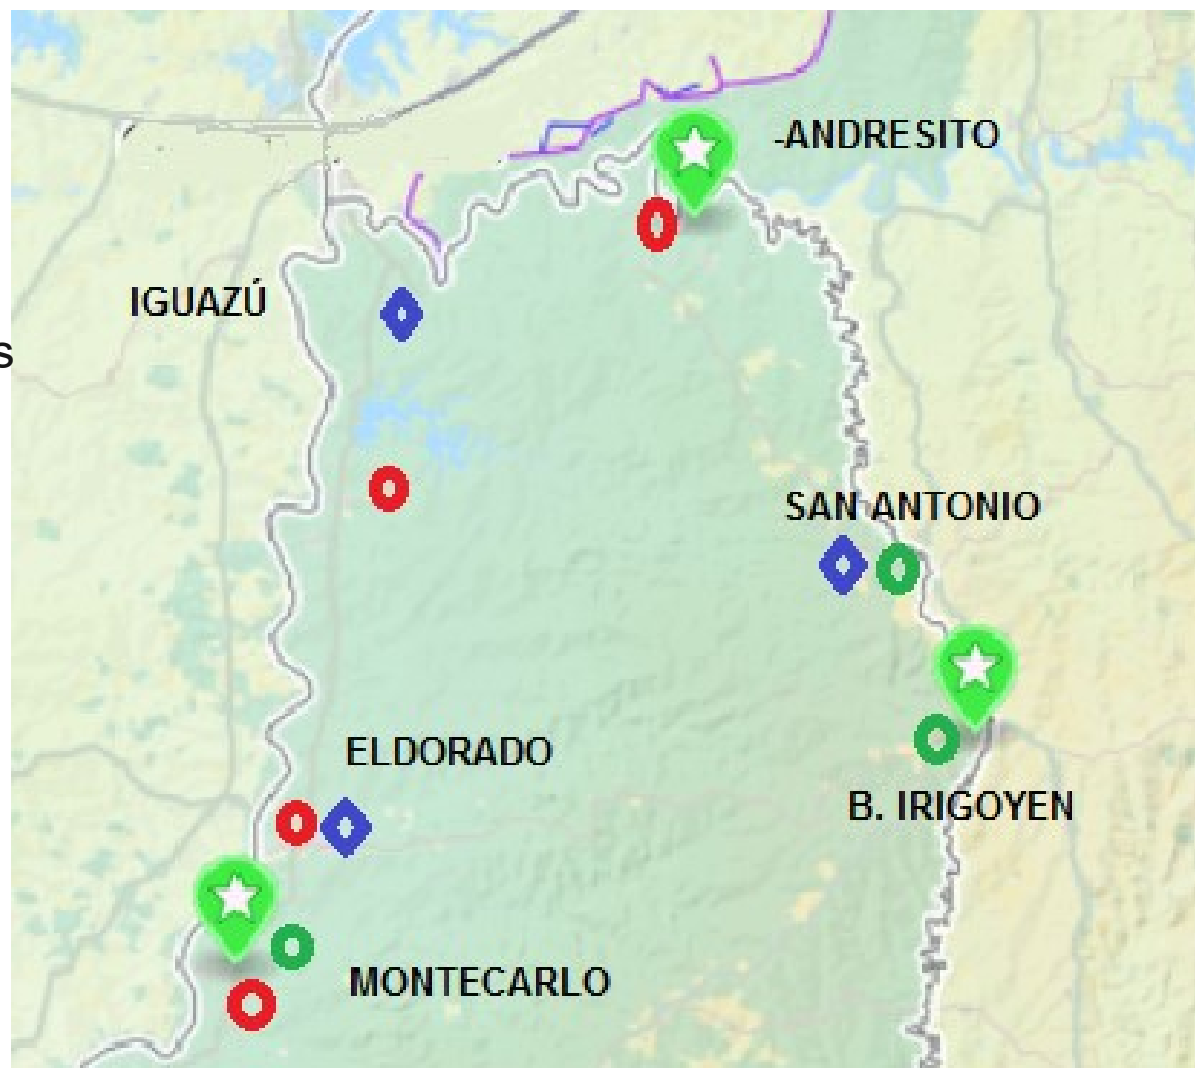 -ANDRESITO
IGUAZÚ
s
SAN ANTONIO
ELDORADO
B. IRIGOYEN
MONTECARLO